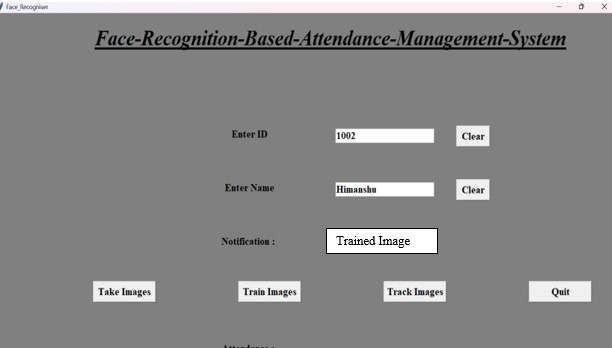 Face_Recogniser
Face-Recognition-Based-Attendance-Management-System
Enter ID 1002 Clear
Enter Name Himanshu Clear
Notification : Trained Image
Take Images Train Images Track Images Quit
Attendance :